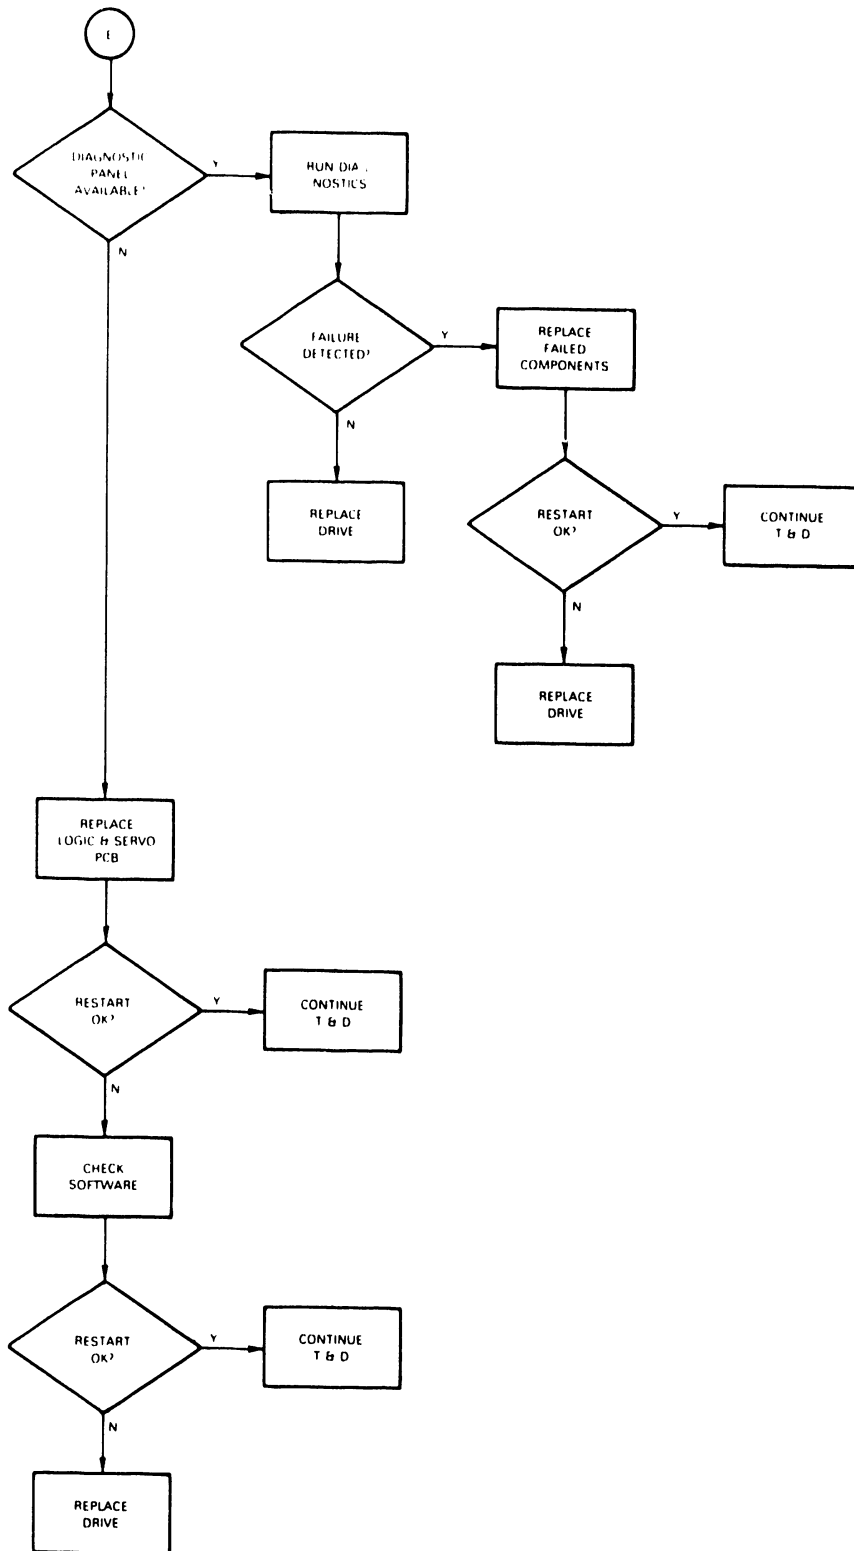 E
DIAGNOSTIC
PANEL
AVAILABLE?
Y
RUN DIA
NOSTICS
N
FAILURE
DETECTED?
Y
REPLACE
FAILED
COMPONENTS
N
REPLACE
DRIVE
RESTART
OK?
Y
CONTINUE
T & D
N
REPLACE
DRIVE
REPLACE
LOGIC & SERVO
PCB
RESTART
OK?
Y
CONTINUE
T & D
N
CHECK
SOFTWARE
RESTART
OK?
Y
CONTINUE
T & D
N
REPLACE
DRIVE